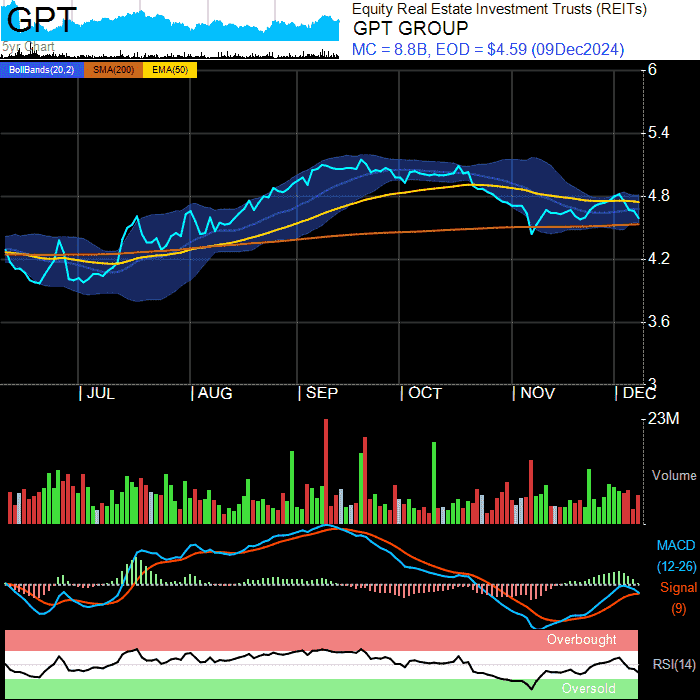 GPT
5yr Chart
Equity Real Estate Investment Trusts (REITs)
GPT GROUP
MC = 8.8B, EOD = $4.59 (09Dec2024)
BollBands(20,2) SMA(200) EMA(50)
6
5.4
4.8
4.2
3.6
3
JUL AUG SEP OCT NOV DEC
23M
Volume
MACD
(12-26)
Signal
(9)
Overbought
RSI(14)
Oversold